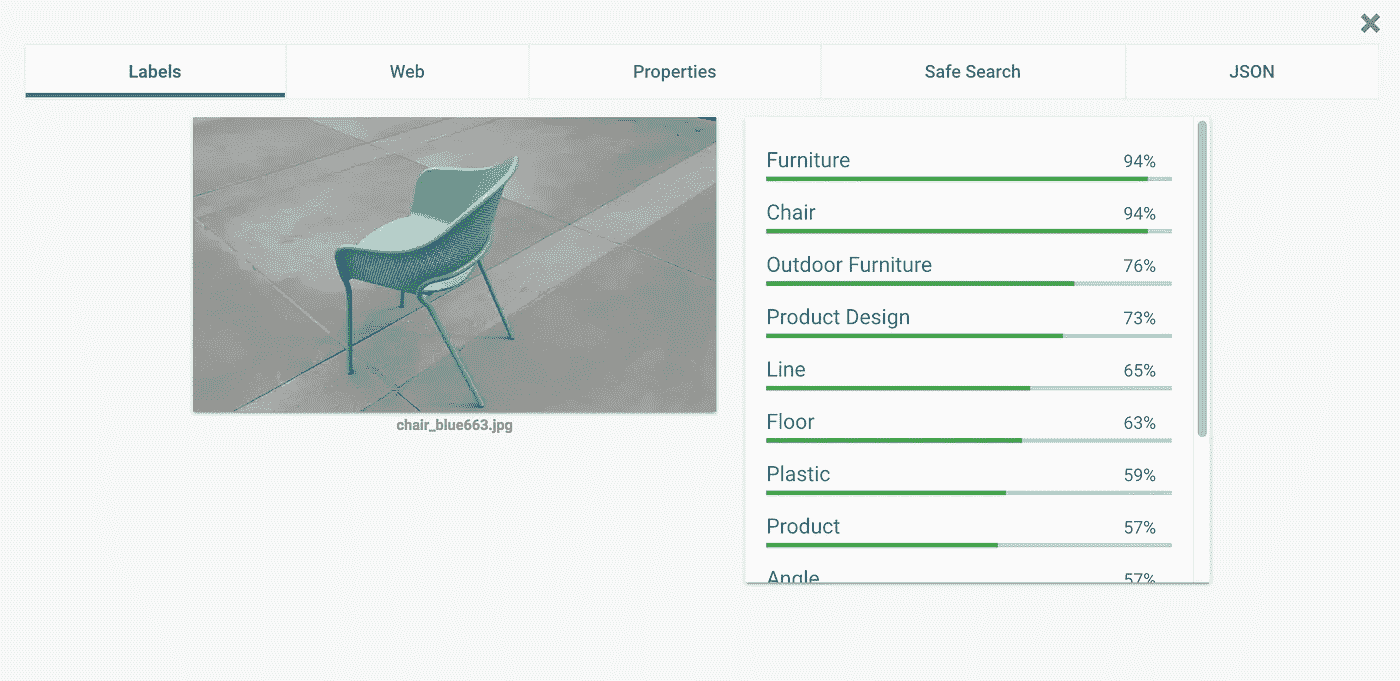 Labels Web Properties Safe Search JSON
Furniture 94%
Chair 94%
Outdoor Furniture 76%
Product Design 73%
Line 65%
Floor 63%
Plastic 59%
Product 57%
Angle 57%
chair_blue663.jpg